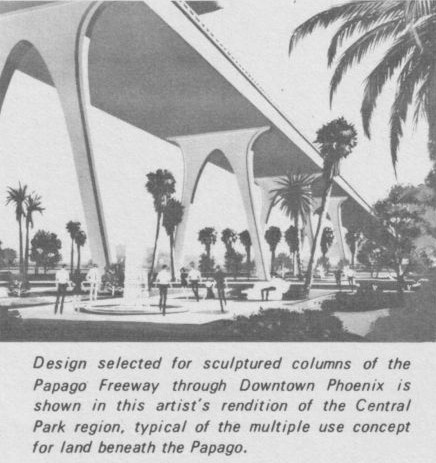 Design selected for sculptured columns of the
Papago Freeway through Downtown Phoenix is
shown in this artist's rendition of the Central
Park region, typical of the multiple use concept
for land beneath the Papago.